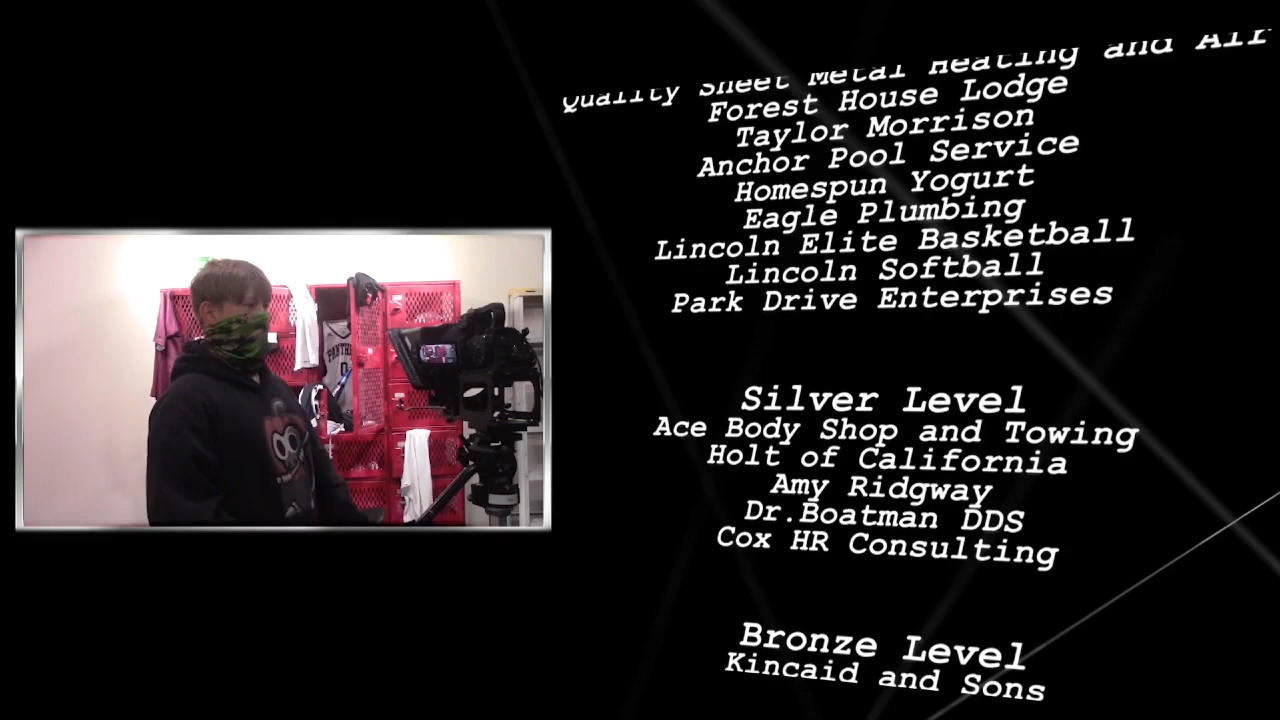 Quality Sheet Metal Heating and Air
Forest House Lodge
Taylor Morrison
Anchor Pool Service
Homespun Yogurt
Eagle Plumbing
Lincoln Elite Basketball
Lincoln Softball
Park Drive Enterprises
Silver Level
Ace Body Shop and Towing
Holt of California
Amy Ridgway
Dr.Boatman DDS
Cox HR Consulting
Bronze Level
Kincaid and Sons
PANTHE
0